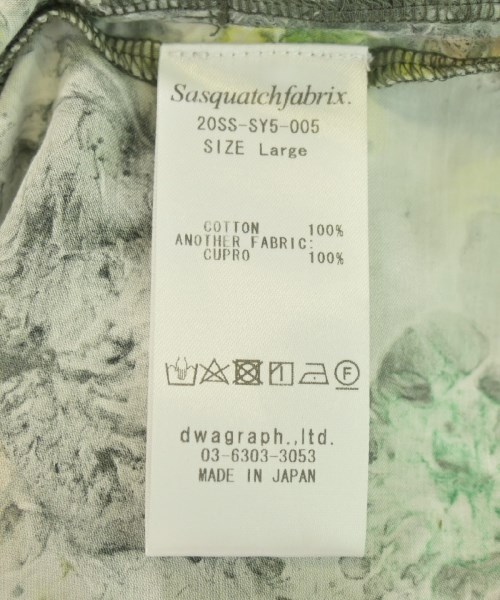 Sasquatchfabrix.
20SS-SY5-005
SIZE Large
COTTON 100%
ANOTHER FABRIC:
CUPRO 100%
F
dwagraph.,ltd.
03-6303-3053
MADE IN JAPAN